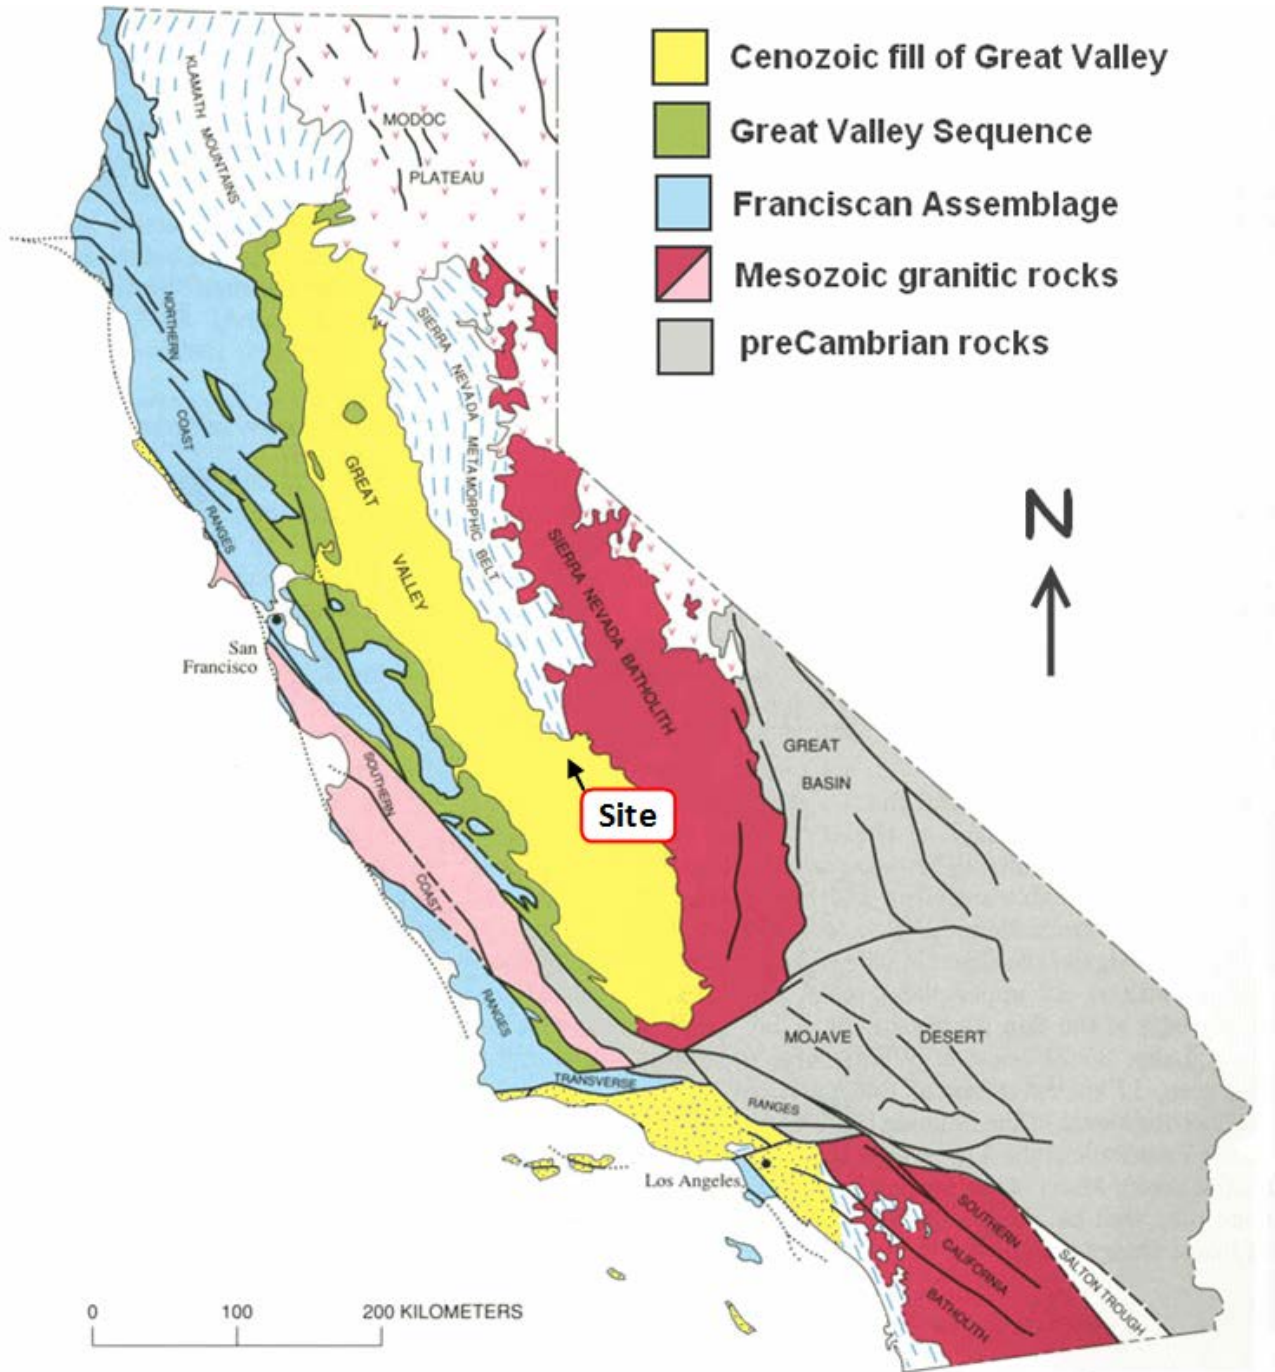 Cenozoic fill of Great Valley
Great Valley Sequence
Franciscan Assemblage
Mesozoic granitic rocks
preCambrian rocks
KLAMATH MOUNTAINS
MODOC
PLATEAU
NORTHERN
COAST
RANGES
GREAT
VALLEY
SIERRA NEVADA METAMORPHIC BELT
SIERRA NEVADA BATHOLITH
N
San
Francisco
GREAT
BASIN
Site
SOUTHERN
COAST
RANGES
MOJAVE DESERT
TRANSVERSE
RANGES
Los Angeles
SOUTHERN
CALIFORNIA
BATHOLITH
SALTON TROUGH
0 100 200 KILOMETERS